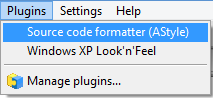 Plugins Settings Help
Source code formatter (AStyle)
Windows XP Look'n'Feel
Manage plugins...